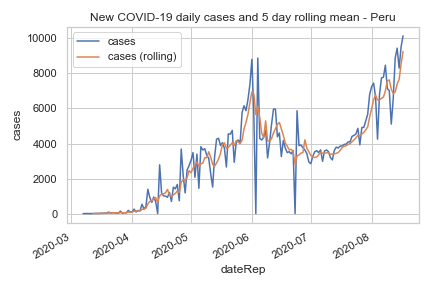 New COVID-19 daily cases and 5 day rolling mean - Peru
cases
cases (rolling)
10000
8000
6000
4000
2000
0
cases
2020-03
2020-04
2020-05
2020-06
2020-07
2020-08
dateRep